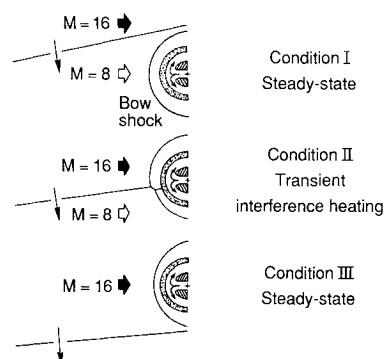 M = 16
M = 8
Bow
shock
Condition I
Steady-state
M = 16
M = 8
Condition II
Transient
interference heating
M = 16
Condition III
Steady-state